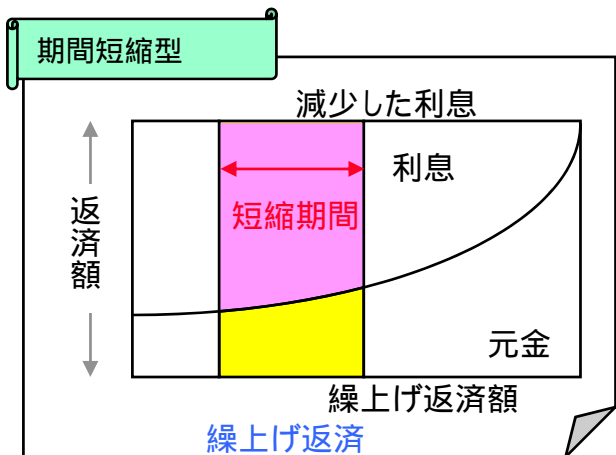 期間短縮型
減少した利息
利息
短縮期間
返済額
元金
繰上げ返済額
繰上げ返済